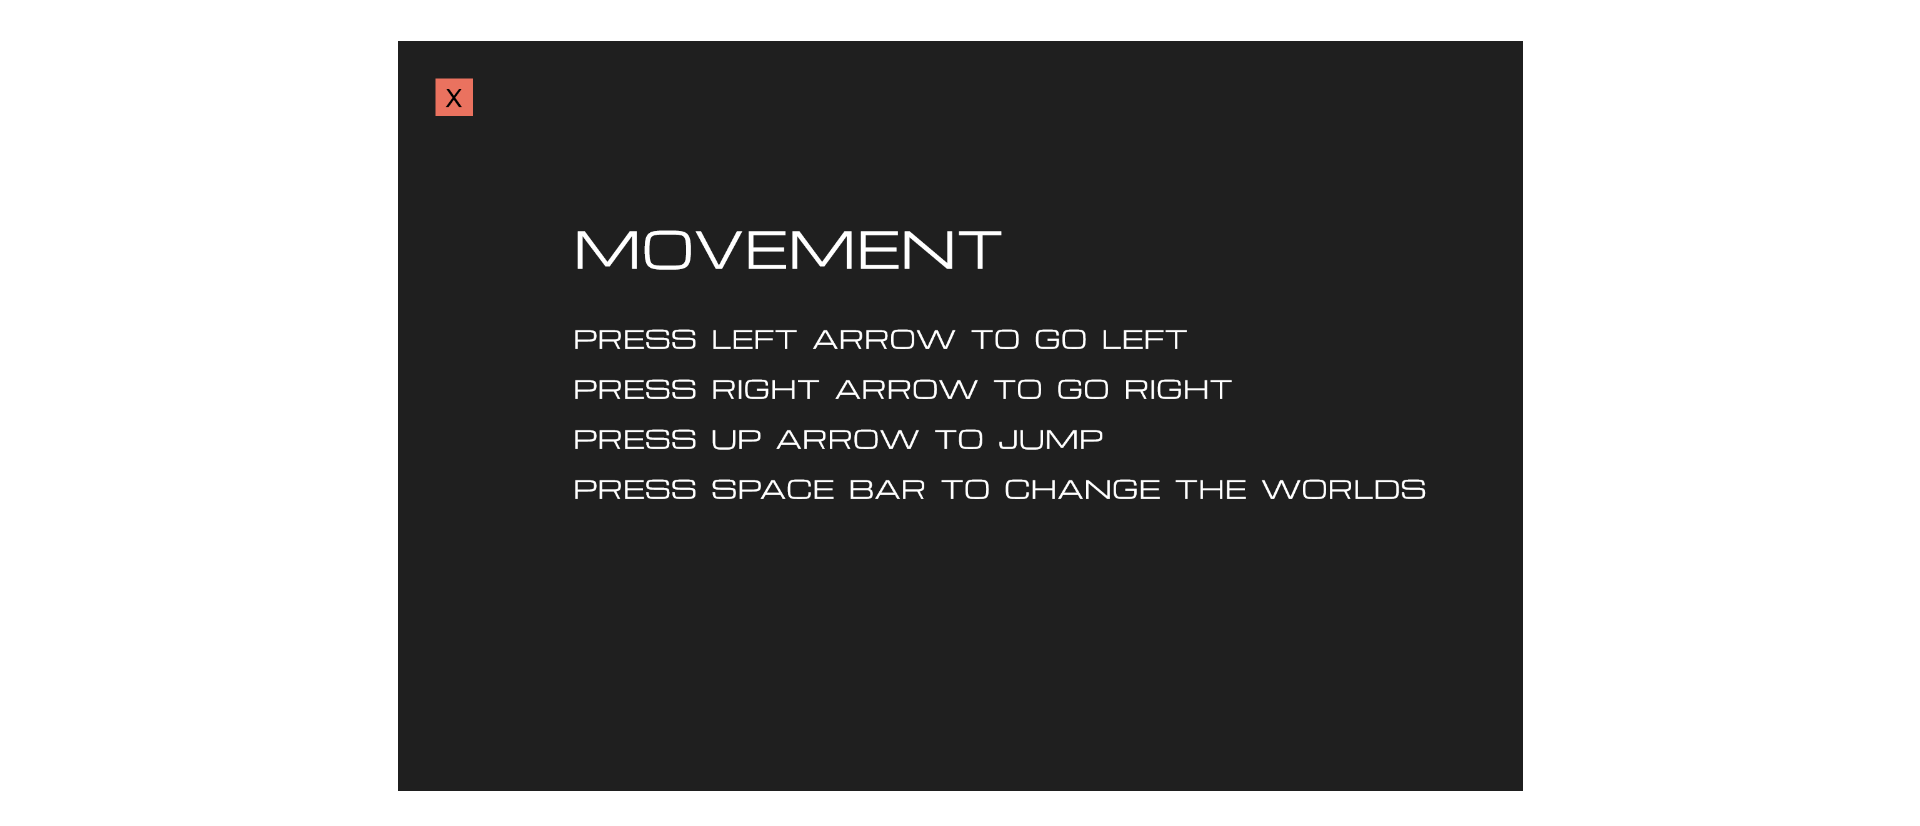 X
MOVEMENT
PRESS LEFT ARROW TO GO LEFT
PRESS RIGHT ARROW TO GO RIGHT
PRESS UP ARROW TO JUMP
PRESS SPACE BAR TO CHANGE THE WORLDS